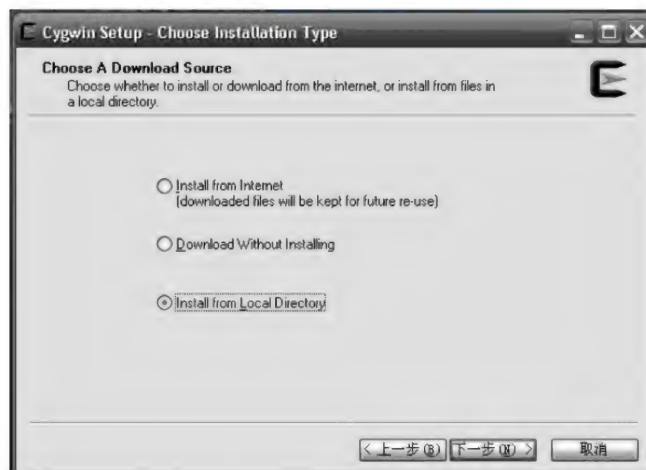 Cygwin Setup - Choose Installation Type
Choose A Download Source
Choose whether to install or download from the internet, or install from files in
a local directory.
Install from Internet
(downloaded files will be kept for future re-use)
Download Without Installing
Install from Local Directory
< 上一步(B) 下一步(N) > 取消